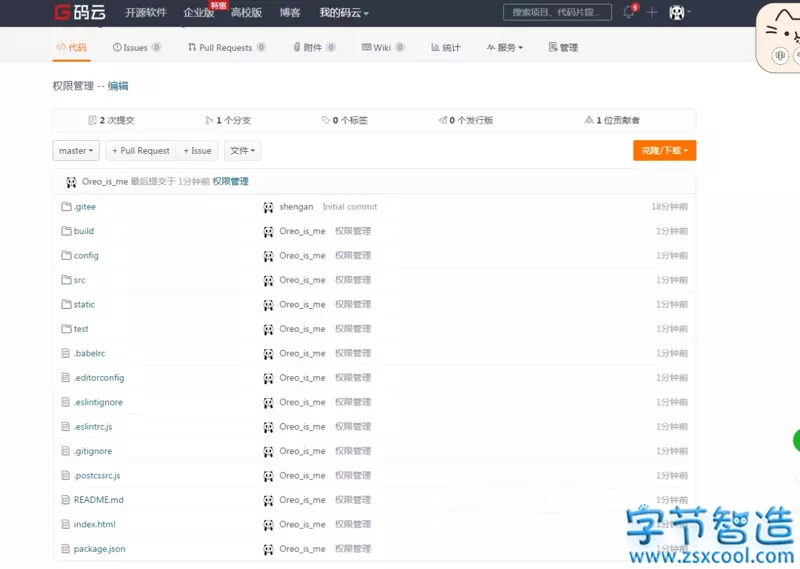 G 码云 开源软件 企业版 特惠 高校版 博客 我的码云 搜索项目、代码片段... 9
代码 Issues 0 Pull Requests 0 附件 0 Wiki 0 统计 服务 管理
权限管理 -- 编辑
2 次提交 1 个分支 0 个标签 0 个发行版 1 位贡献者
master + Pull Request + Issue 文件 克隆/下载
Oreo_is_me 最后提交于 1分钟前 权限管理
.gitee shengan Initial commit 18分钟前
build Oreo_is_me 权限管理 1分钟前
config Oreo_is_me 权限管理 1分钟前
src Oreo_is_me 权限管理 1分钟前
static Oreo_is_me 权限管理 1分钟前
test Oreo_is_me 权限管理 1分钟前
.babelrc Oreo_is_me 权限管理 1分钟前
.editorconfig Oreo_is_me 权限管理 1分钟前
.eslintignore Oreo_is_me 权限管理 1分钟前
.eslintrc.js Oreo_is_me 权限管理 1分钟前
.gitignore Oreo_is_me 权限管理 1分钟前
.postcssrc.js Oreo_is_me 权限管理 1分钟前
README.md Oreo_is_me 权限管理 1分钟前
index.html Oreo_is_me 权限管理 1分钟前
package.json Oreo_is_me 权限管理
字节智造
www.zsxcool.com